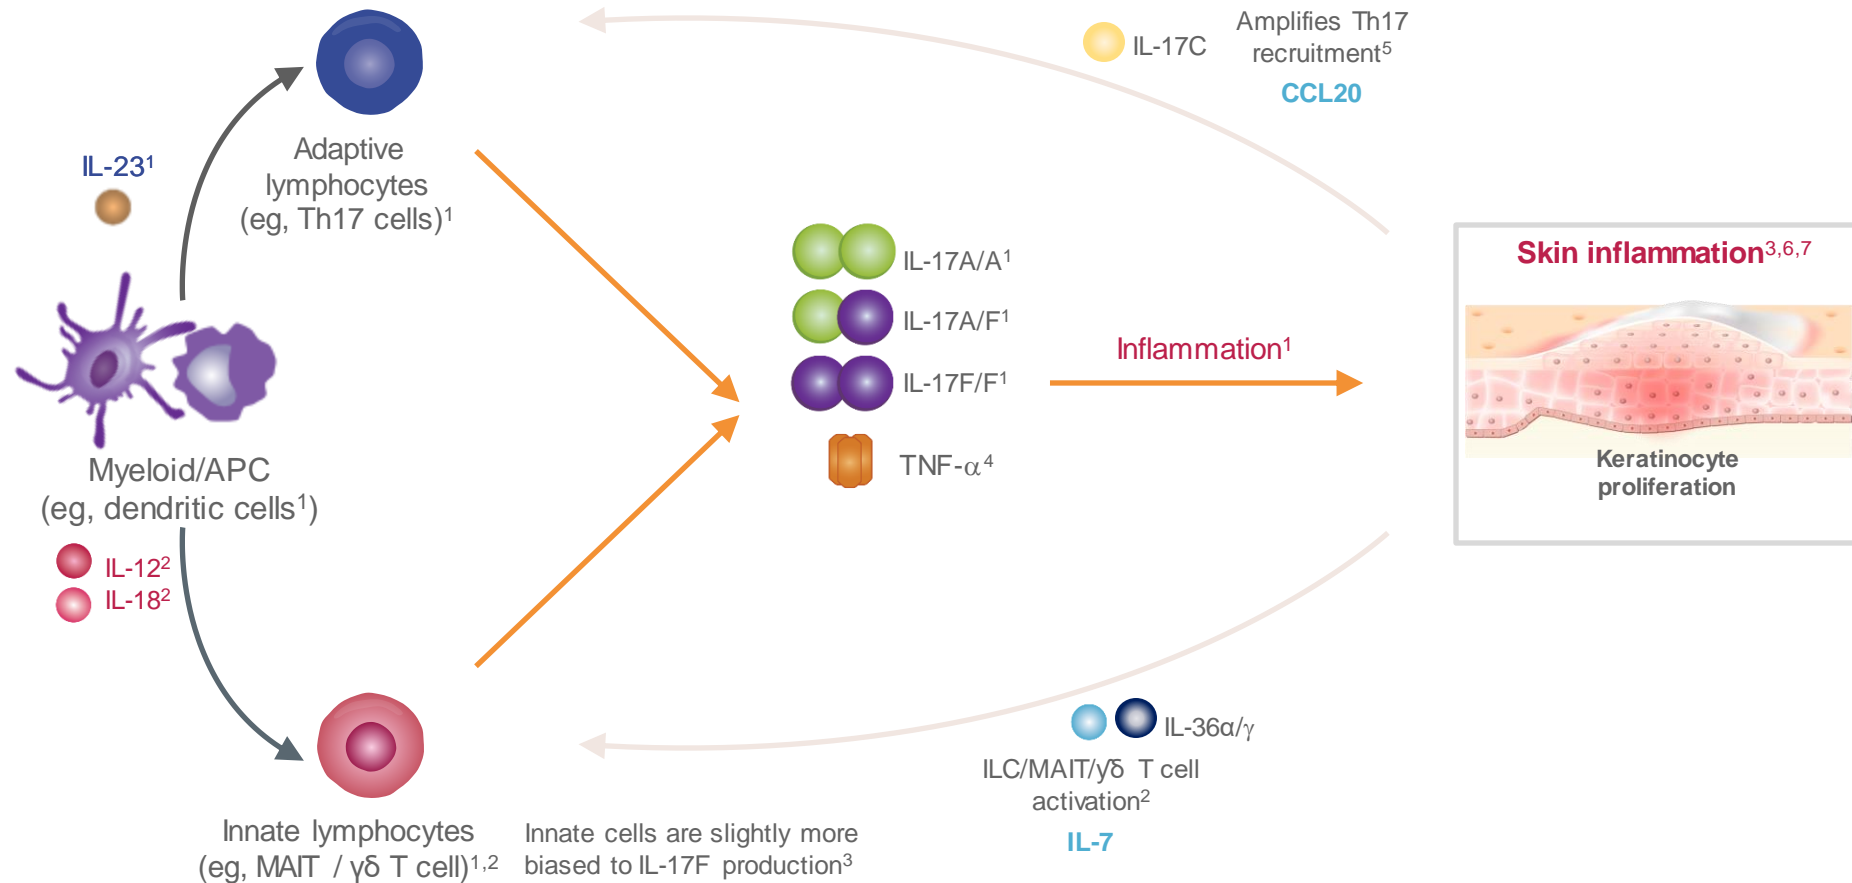 IL-17C
Amplifies Th17
recruitment⁵
CCL20
IL-23¹
Adaptive
lymphocytes
(eg, Th17 cells)¹
IL-17A/A¹
IL-17A/F¹
IL-17F/F¹
TNF-α⁴
Inflammation¹
Skin inflammation³,⁶,⁷
Keratinocyte
proliferation
Myeloid/APC
(eg, dendritic cells¹)
IL-12²
IL-18²
IL-36α/γ
ILC/MAIT/γδ T cell
activation²
IL-7
Innate lymphocytes
(eg, MAIT / γδ T cell)¹,²
Innate cells are slightly more
biased to IL-17F production³